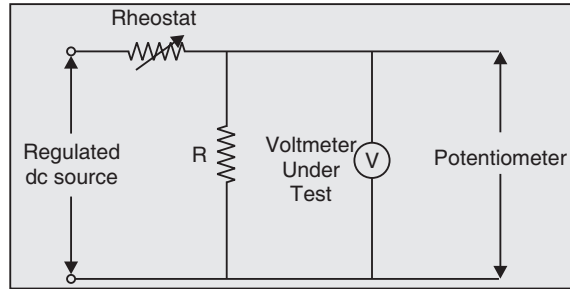 Rheostat
Regulated
dc source
R
Voltmeter
Under
Test
V
Potentiometer